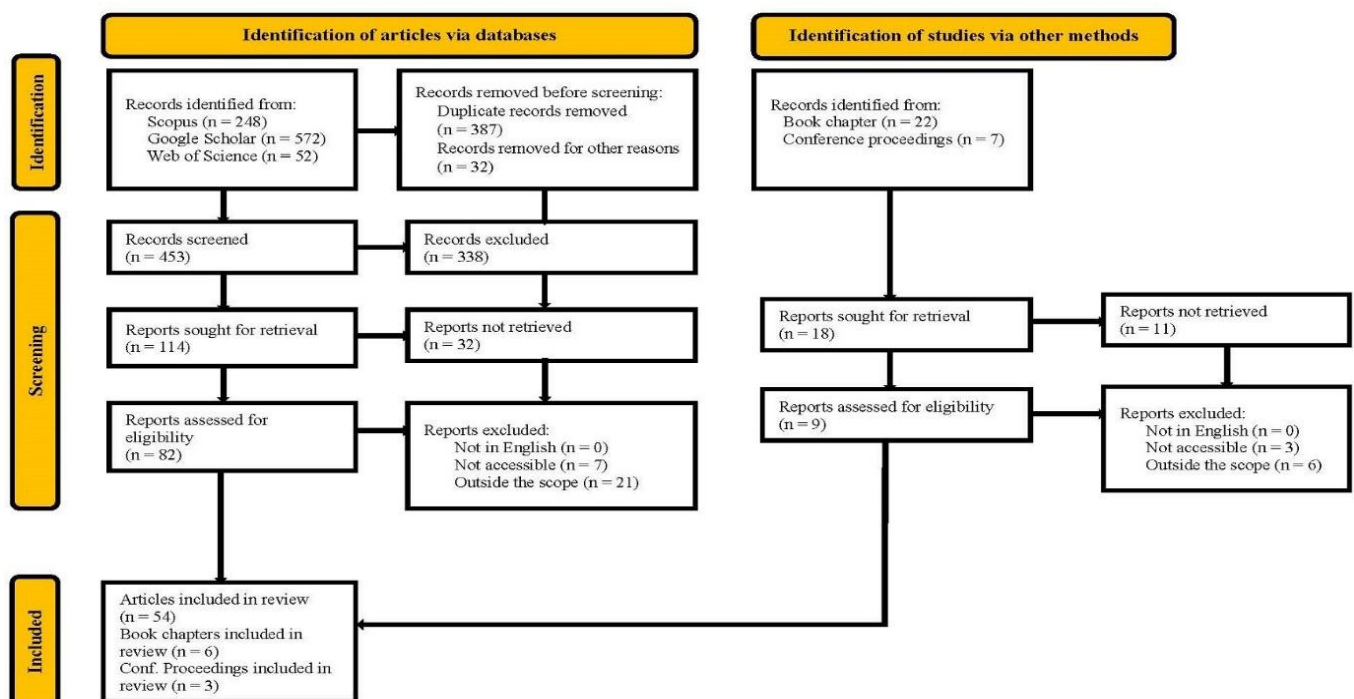 Identification of articles via databases
Identification of studies via other methods
Identification
Records identified from:
Scopus (n = 248)
Google Scholar (n = 572)
Web of Science (n = 52)
Records removed before screening:
Duplicate records removed
(n = 387)
Records removed for other reasons
(n = 32)
Records identified from:
Book chapter (n = 22)
Conference proceedings (n = 7)
Screening
Records screened
(n = 453)
Records excluded
(n = 338)
Reports sought for retrieval
(n = 114)
Reports not retrieved
(n = 32)
Reports sought for retrieval
(n = 18)
Reports not retrieved
(n = 11)
Reports assessed for
eligibility
(n = 82)
Reports excluded:
Not in English (n = 0)
Not accessible (n = 7)
Outside the scope (n = 21)
Reports assessed for eligibility
(n = 9)
Reports excluded:
Not in English (n = 0)
Not accessible (n = 3)
Outside the scope (n = 6)
Included
Articles included in review
(n = 54)
Book chapters included in
review (n = 6)
Conf. Proceedings included in
review (n = 3)